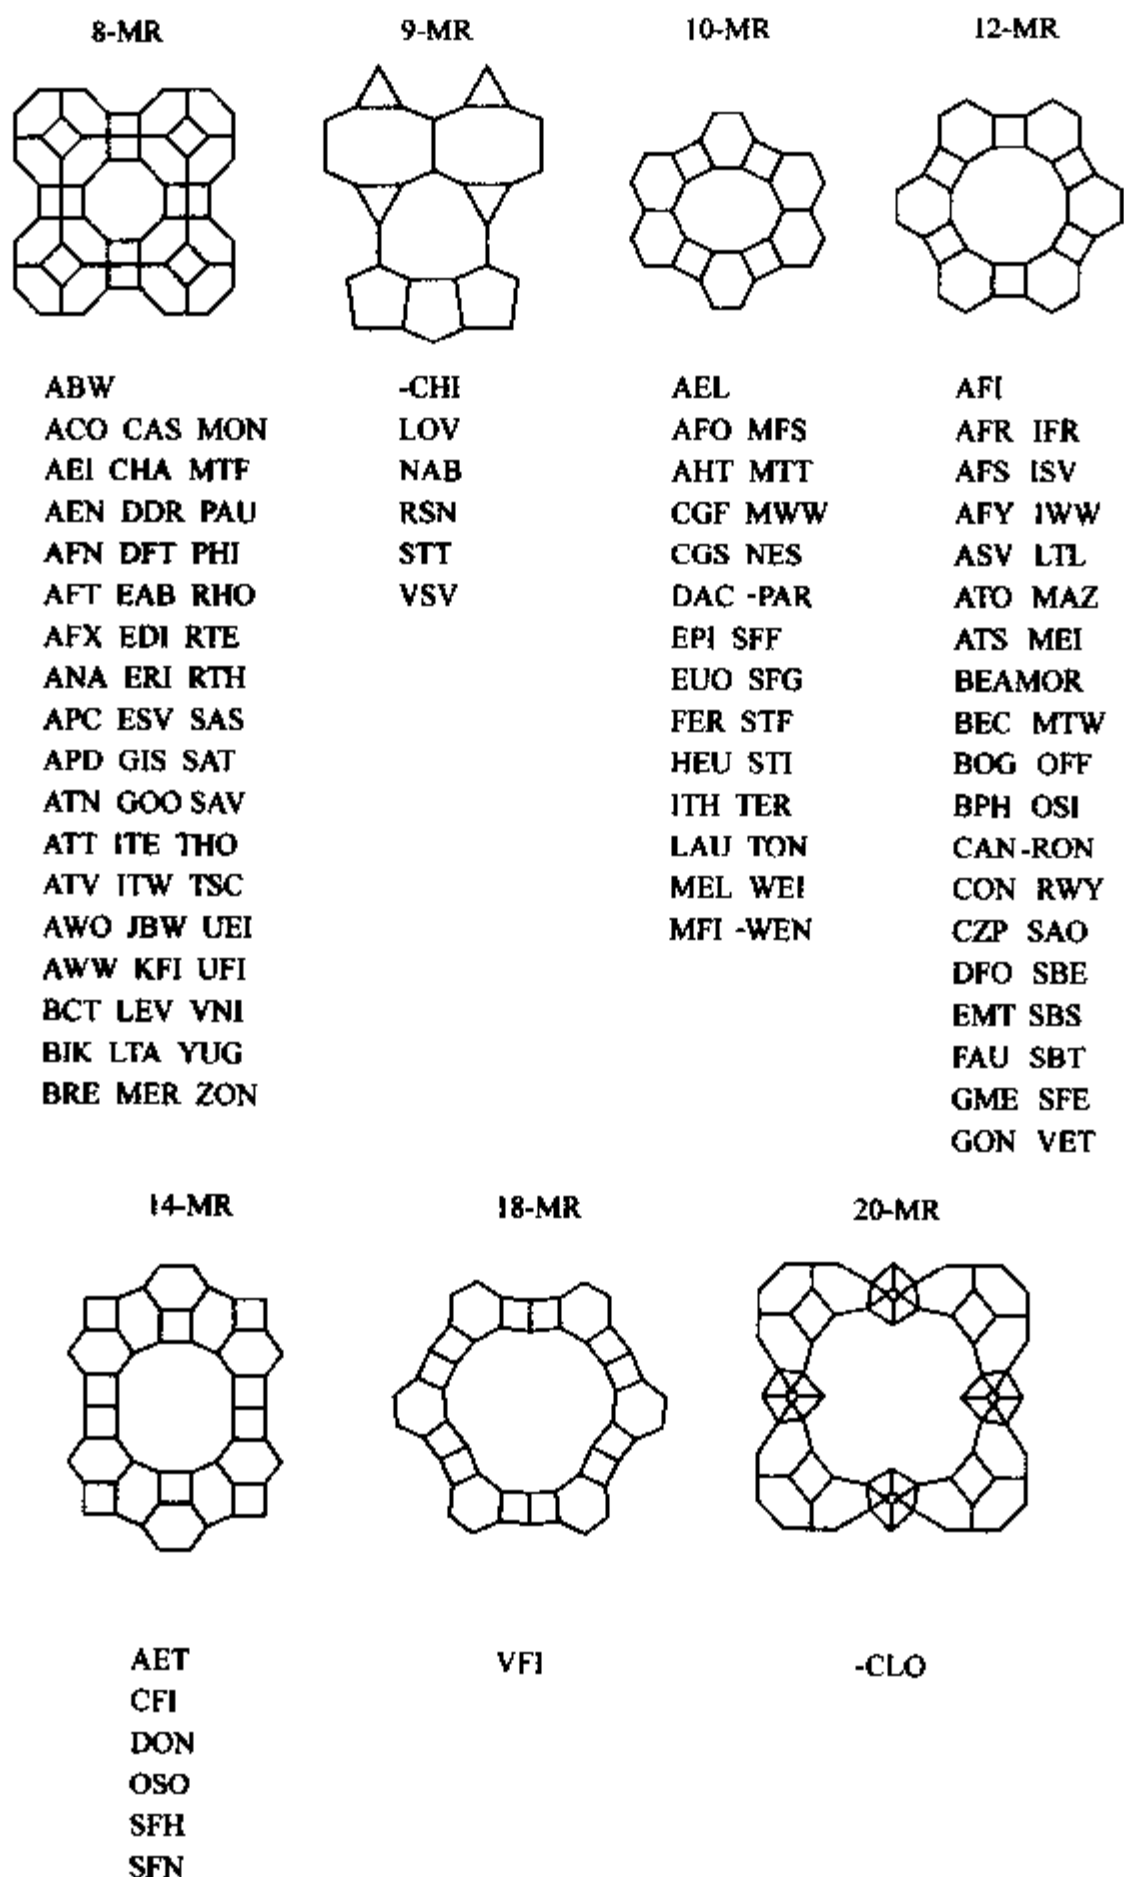 8-MR 9-MR 10-MR 12-MR
ABW
ACO CAS MON
AEI CHA MTF
AEN DDR PAU
AFN DFT PHI
AFT EAB RHO
AFX EDI RTE
ANA ERI RTH
APC ESV SAS
APD GIS SAT
ATN GOO SAV
ATT ITE THO
ATV ITW TSC
AWO JBW UEI
AWW KFI UFI
BCT LEV VNI
BIK LTA YUG
BRE MER ZON
-CHI
LOV
NAB
RSN
STT
VSV
AEL
AFO MFS
AHT MTT
CGF MWW
CGS NES
DAC -PAR
EPI SFF
EUO SFG
FER STF
HEU STI
ITH TER
LAU TON
MEL WEI
MFI -WEN
AFI
AFR IFR
AFS ISV
AFY IWW
ASV LTL
ATO MAZ
ATS MEI
BEAMOR
BEC MTW
BOG OFF
BPH OSI
CAN-RON
CON RWY
CZP SAO
DFO SBE
EMT SBS
FAU SBT
GME SFE
GON VET
14-MR 18-MR 20-MR
AET
CFI
DON
OSO
SFH
SFN
VFI
-CLO